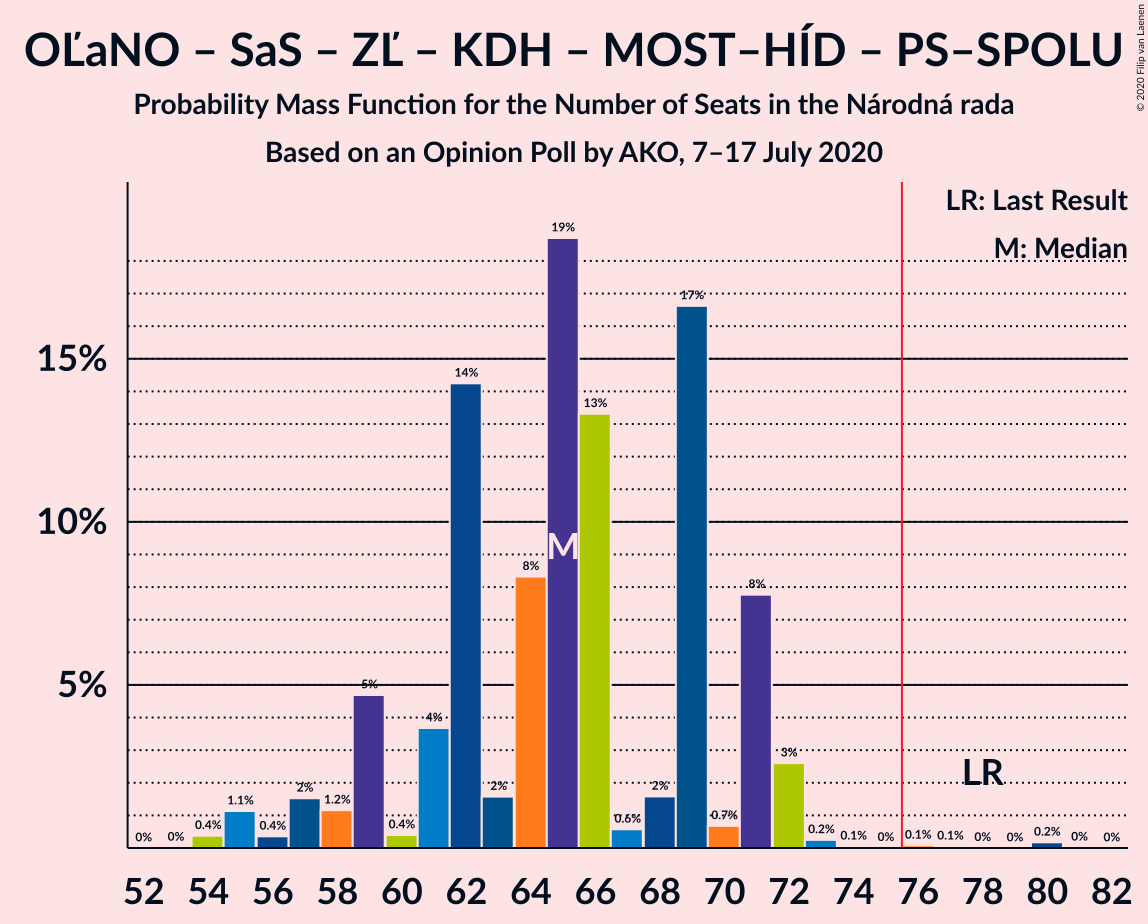 OĽaNO – SaS – ZĽ – KDH – MOST–HÍD – PS–SPOLU
Probability Mass Function for the Number of Seats in the Národná rada
Based on an Opinion Poll by AKO, 7–17 July 2020
© 2020 Filip van Laenen
LR: Last Result
M: Median
15%
10%
5%
0% 0% 0.4% 1.1% 0.4% 2% 1.2% 5% 0.4% 4% 14% 2% 8% 19% 13% 0.6% 2% 17% 0.7% 8% 3% 0.2% 0.1% 0% 0.1% 0.1% 0% 0% 0.2% 0% 0%
M
LR
52 54 56 58 60 62 64 66 68 70 72 74 76 78 80 82